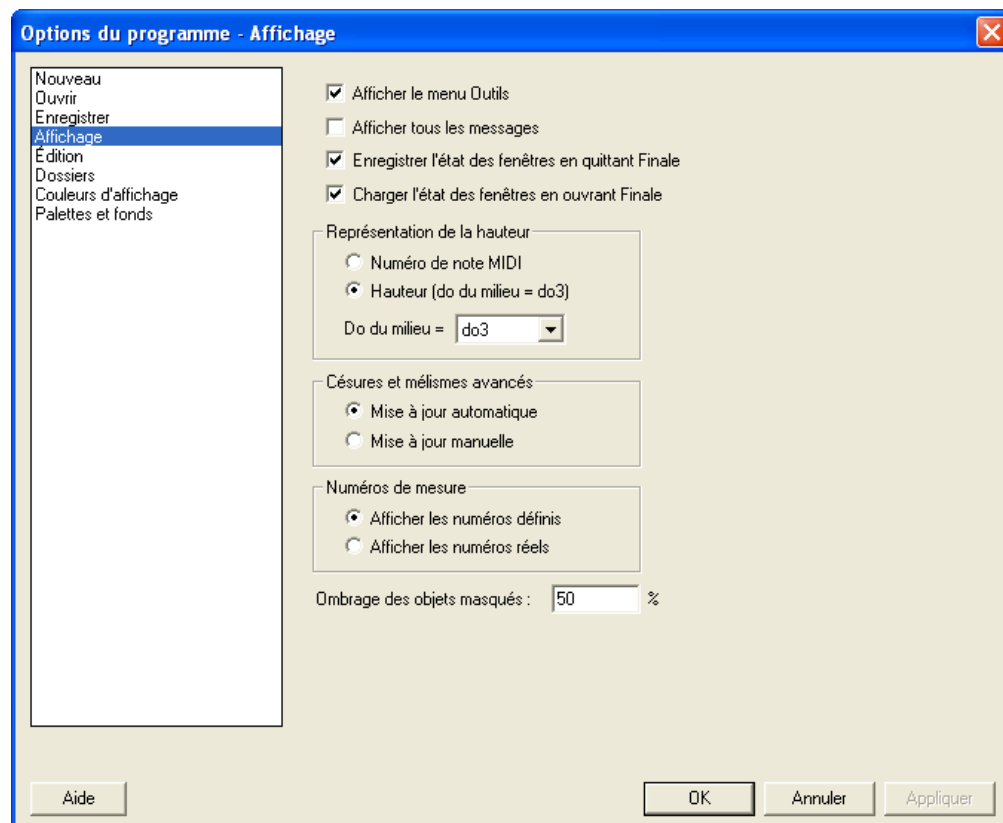 Options du programme - Affichage
Nouveau
Ouvrir
Enregistrer
Affichage
Édition
Dossiers
Couleurs d'affichage
Palettes et fonds
Afficher le menu Outils
Afficher tous les messages
Enregistrer l'état des fenêtres en quittant Finale
Charger l'état des fenêtres en ouvrant Finale
Représentation de la hauteur
Numéro de note MIDI
Hauteur (do du milieu = do3)
Do du milieu = do3
Césures et mélismes avancés
Mise à jour automatique
Mise à jour manuelle
Numéros de mesure
Afficher les numéros définis
Afficher les numéros réels
Ombrage des objets masqués : 50 %
Aide OK Annuler Appliquer